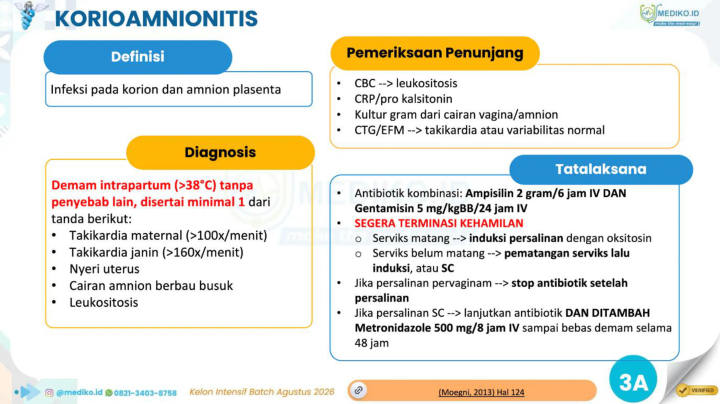 KORIOAMNIONITIS
MEDIKO.ID
Definisi
Infeksi pada korion dan amnion plasenta
Pemeriksaan Penunjang
• CBC --> leukositosis
• CRP/pro kalsitonin
• Kultur gram dari cairan vagina/amnion
• CTG/EFM --> takikardia atau variabilitas normal
Diagnosis
Demam intrapartum (>38°C) tanpa
penyebab lain, disertai minimal 1 dari
tanda berikut:
• Takikardia maternal (>100x/menit)
• Takikardia janin (>160x/menit)
• Nyeri uterus
• Cairan amnion berbau busuk
• Leukositosis
Tatalaksana
• Antibiotik kombinasi: Ampisilin 2 gram/6 jam IV DAN
Gentamisin 5 mg/kgBB/24 jam IV
• SEGERA TERMINASI KEHAMILAN
o Serviks matang --> induksi persalinan dengan oksitosin
o Serviks belum matang --> pematangan serviks lalu
induksi, atau SC
• Jika persalinan pervaginam --> stop antibiotik setelah
persalinan
• Jika persalinan SC --> lanjutkan antibiotik DAN DITAMBAH
Metronidazole 500 mg/8 jam IV sampai bebas demam selama
48 jam
@mediko.id 0821-3403-8758
Kelon Intensif Batch Agustus 2026
(Moegni, 2013) Hal 124
3A
VERIFIED